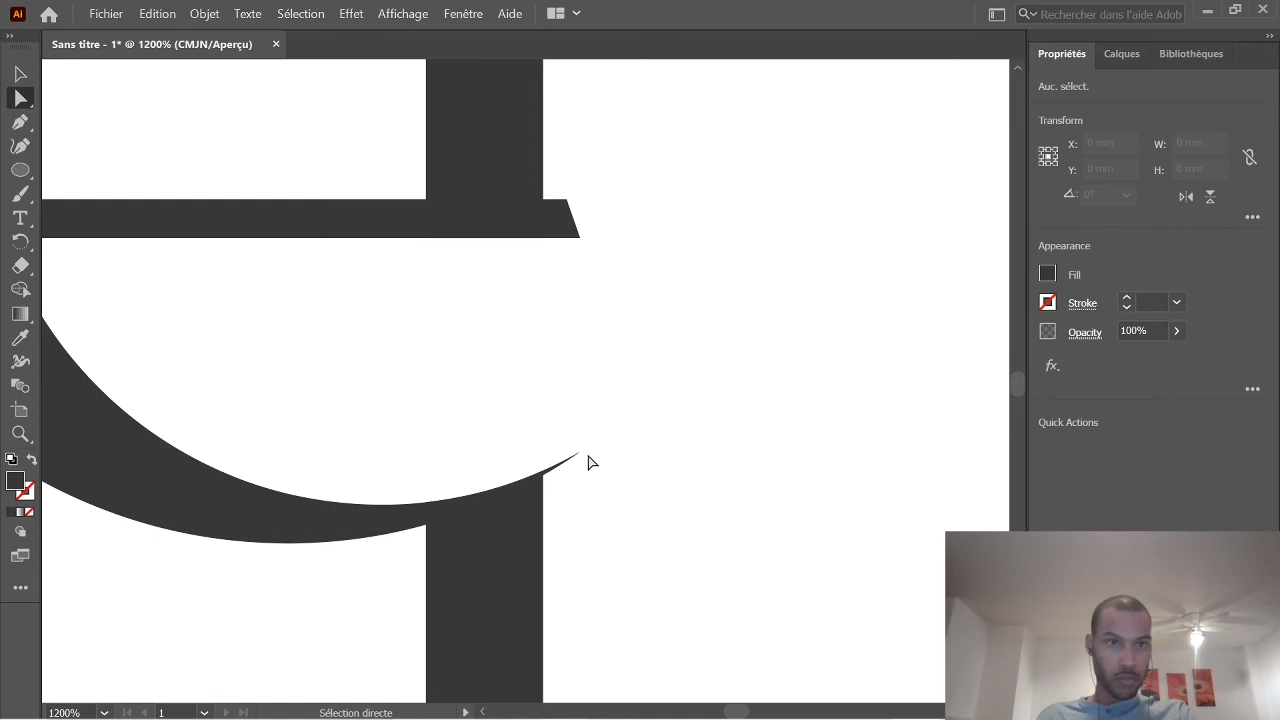 Ai Fichier Edition Objet Texte Sélection Effet Affichage Fenêtre Aide Rechercher dans l'aide Adob
Sans titre - 1* @ 1200% (CMJN/Aperçu)
Propriétés Calques Bibliothèques
Auc. sélect.
Transform
X: 0 mm W: 0 mm
Y: 0 mm H: 0 mm
0°
Appearance
Fill
Stroke
Opacity 100%
fx.
Quick Actions
1200% 1 Sélection directe